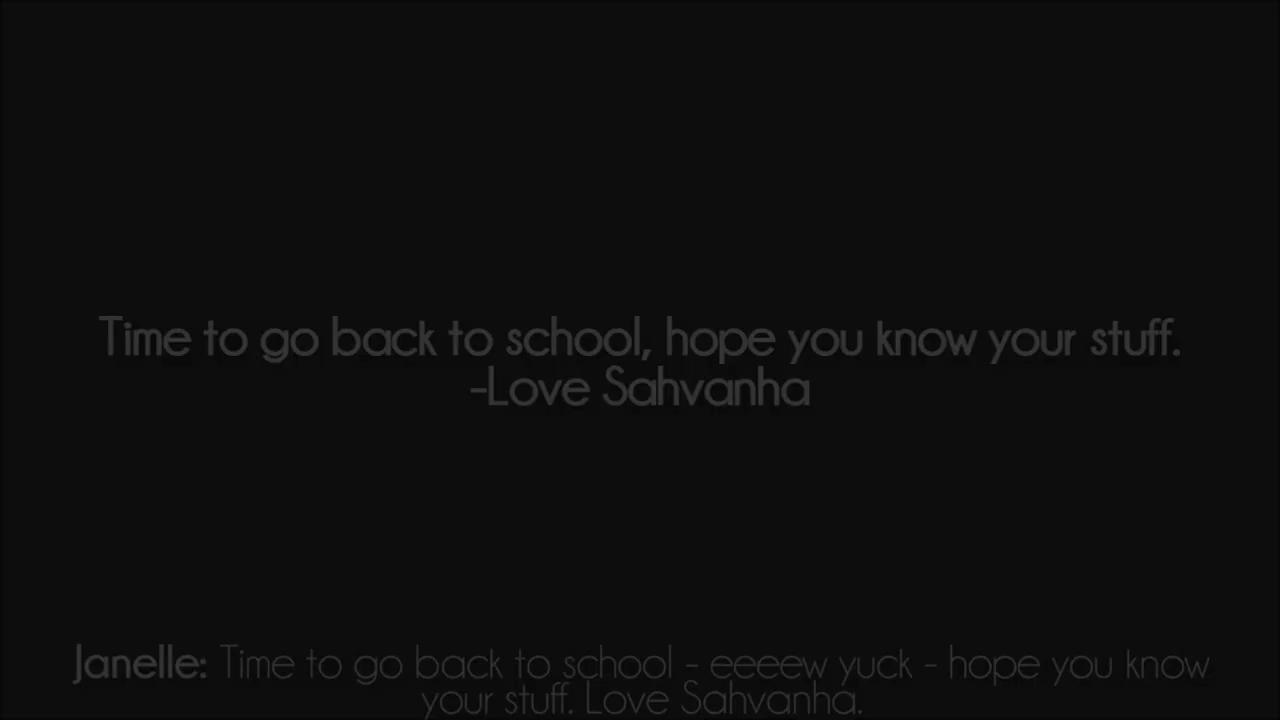 Time to go back to school, hope you know your stuff.
-Love Sahvanha
Janelle: Time to go back to school - eeeew yuck - hope you know
your stuff. Love Sahvanha.